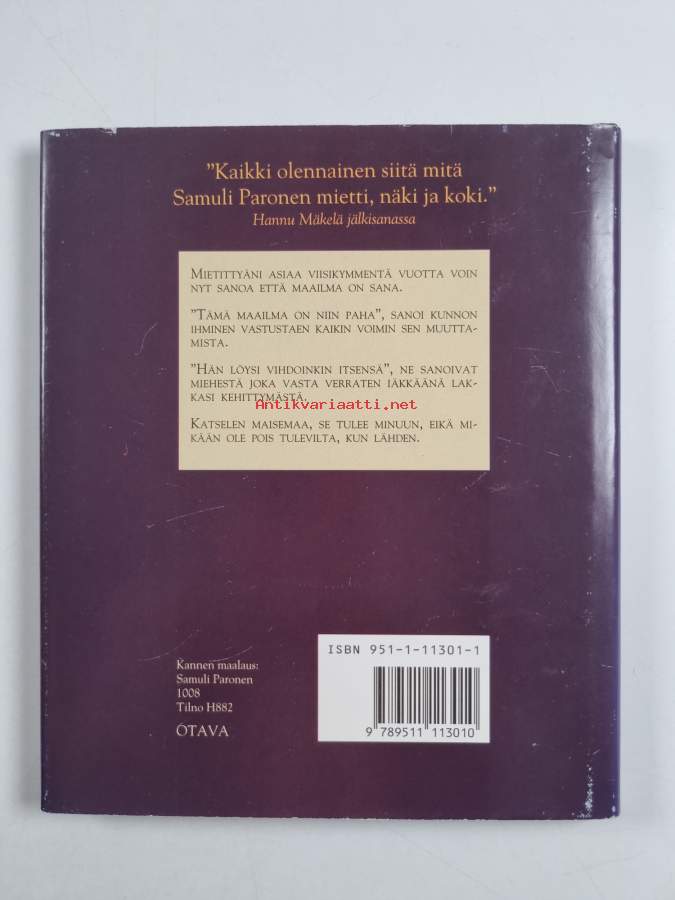 ”Kaikki olennainen siitä mitä
Samuli Paronen mietti, näki ja koki.”
Hannu Mäkelä jälkisanassa
Mietittyäni asiaa viisikymmentä vuotta voin
nyt sanoa että maailma on sana.
"Tämä maailma on niin paha", sanoi kunnon
ihminen vastustaen kaikin voimin sen muutta-
mista.
"Hän löysi vihdoinkin itsensä", ne sanoivat
miehestä joka vasta verraten iäkkäänä lak-
kasi kehittymästä.
Antikvariaatti.net
Katselen maisemaa, se tulee minuun, eikä mi-
kään ole pois tulevilta, kun lähden.
ISBN 951-1-11301-1
9 789511 113010
Kannen maalaus:
Samuli Paronen
1008
Tilno H882
OTAVA